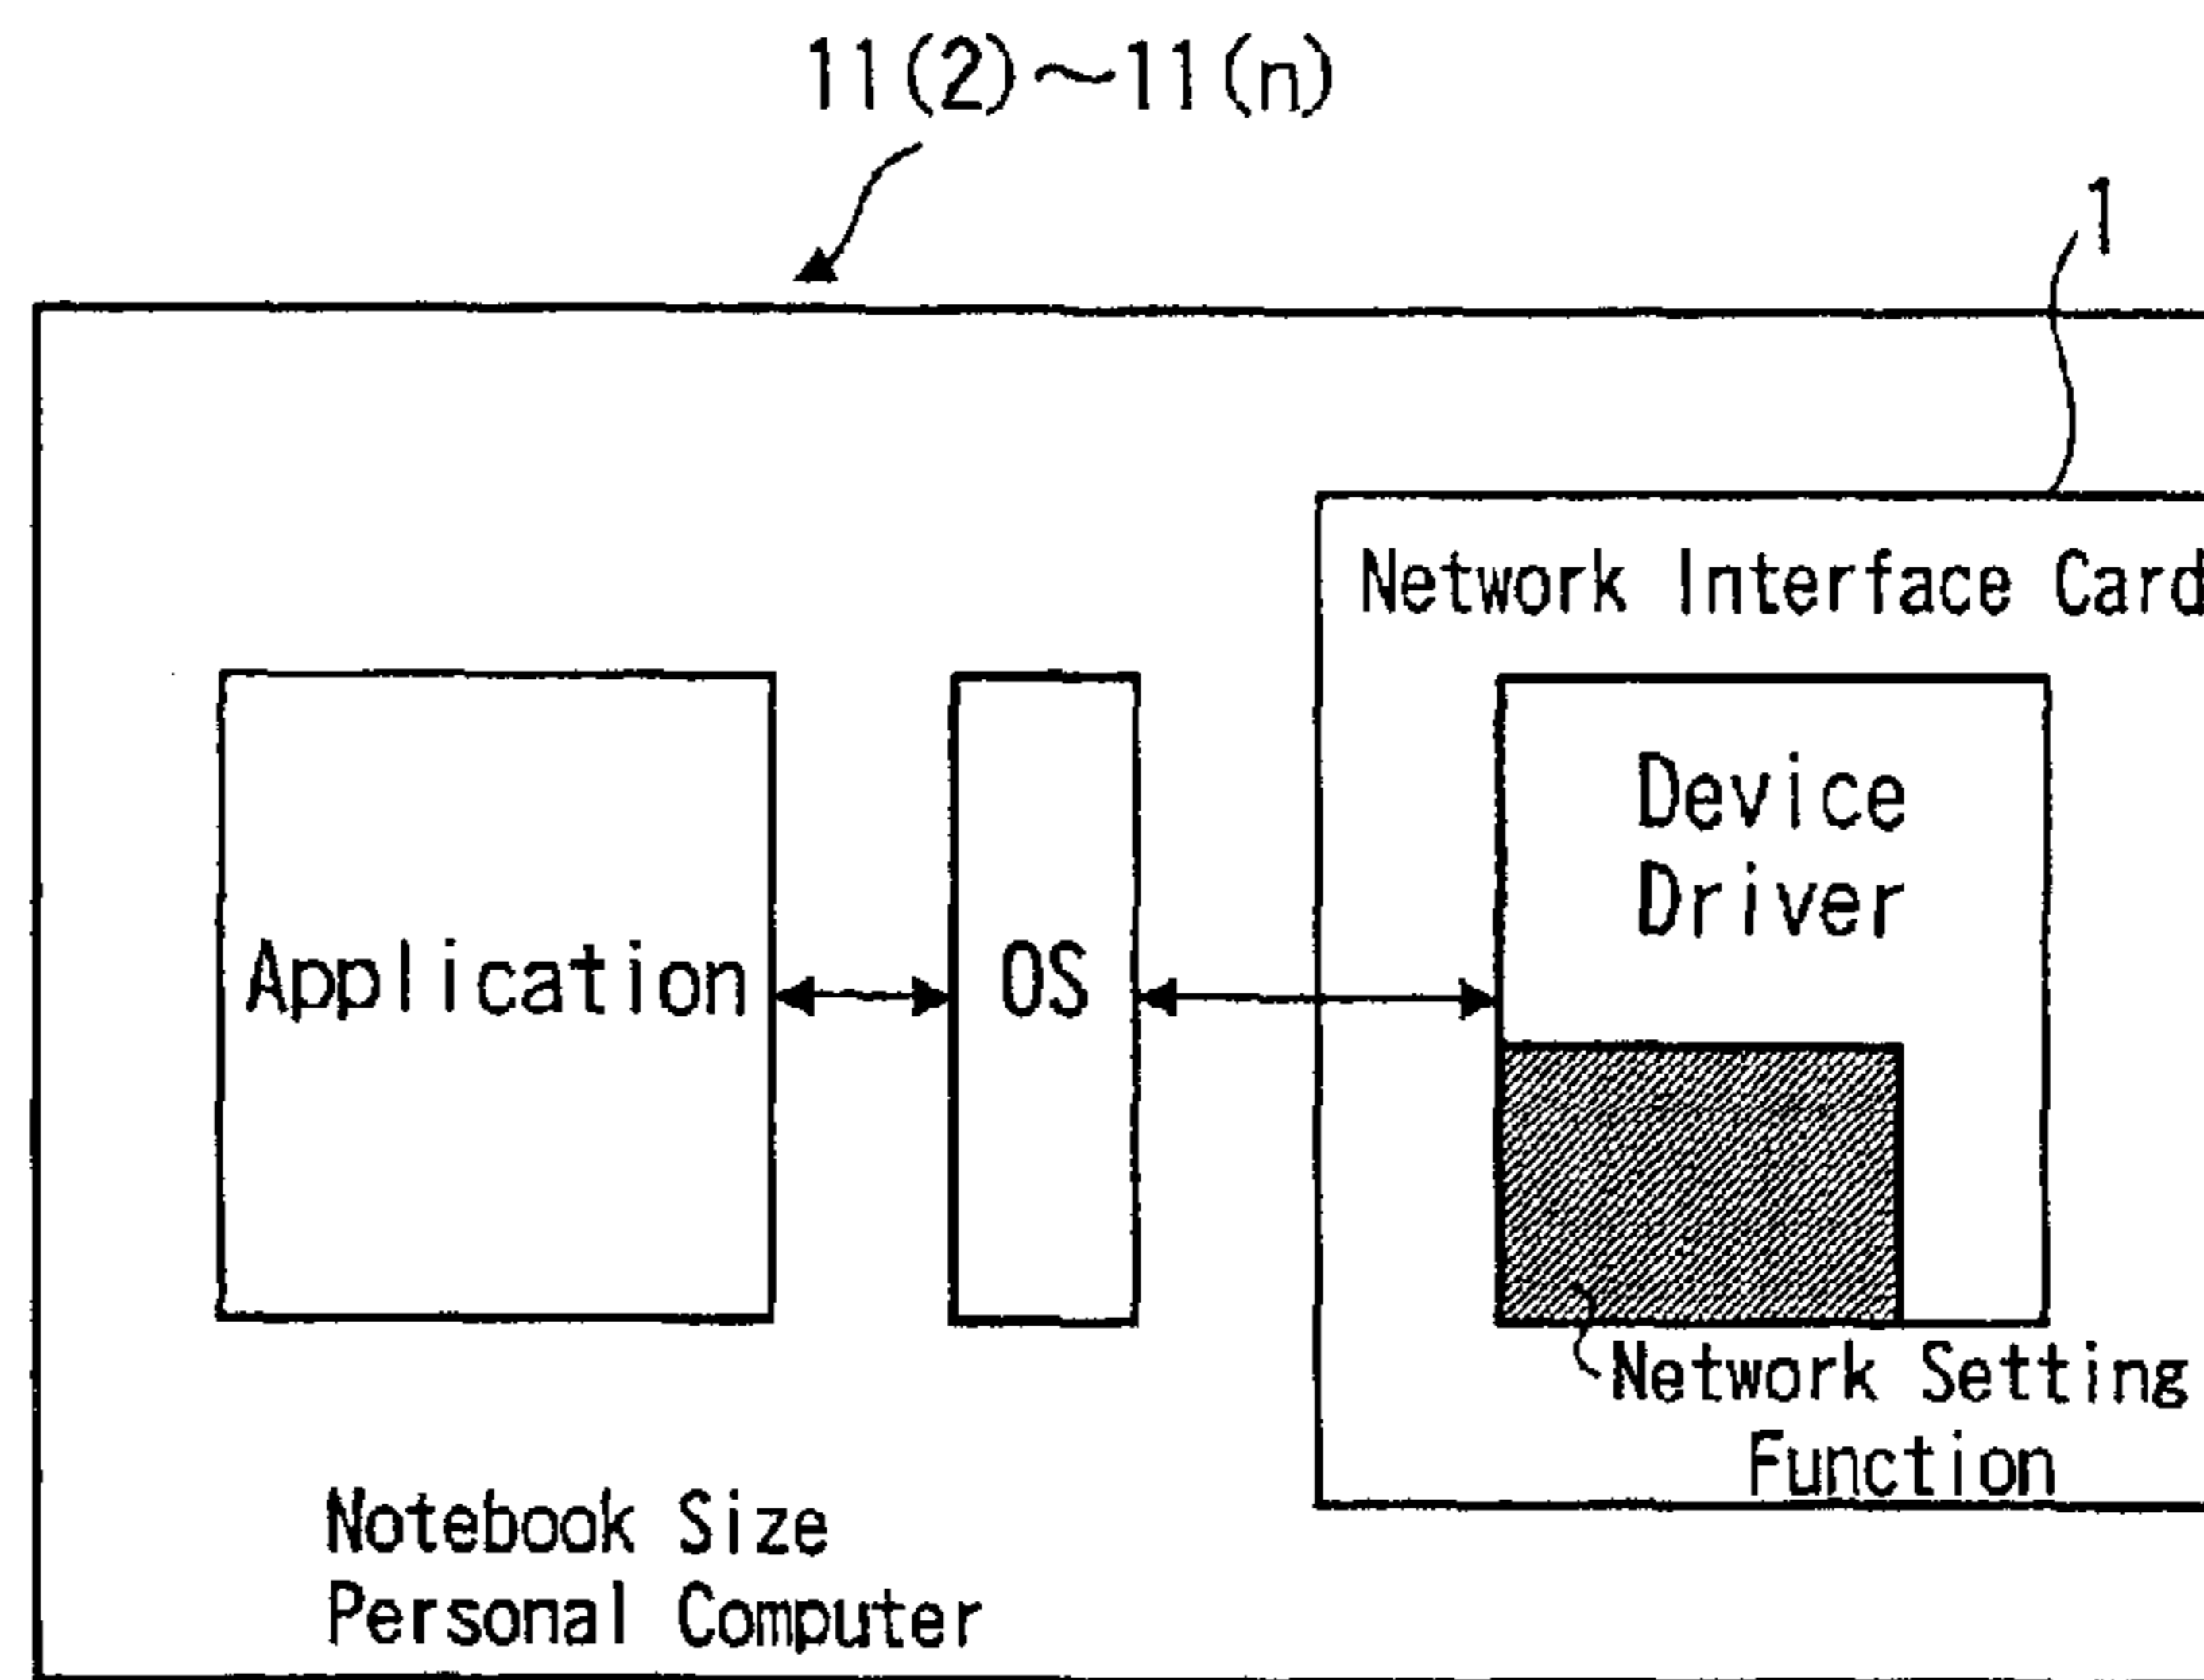 11(2)～11(n)
1
Network Interface Card
Device
Driver
Application
OS
Network Setting
Function
Notebook Size
Personal Computer